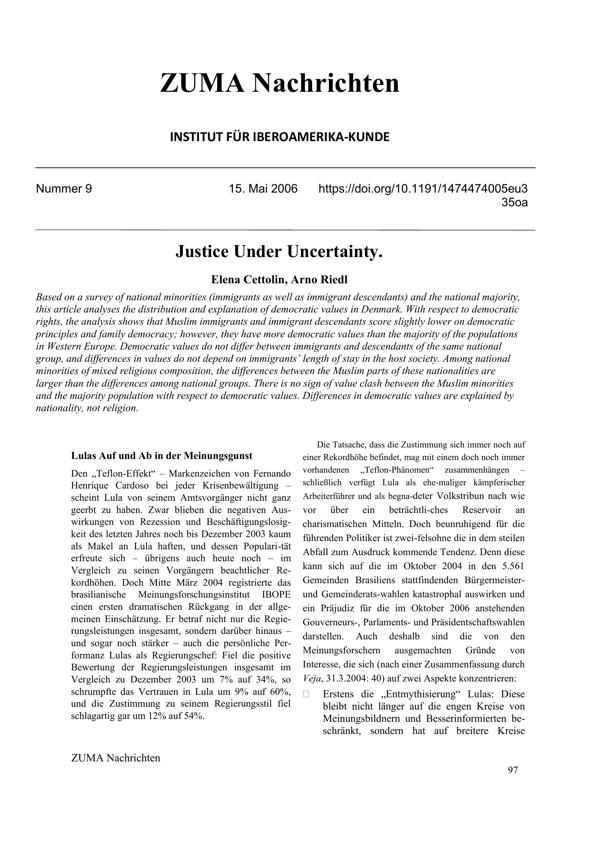 ZUMA Nachrichten
INSTITUT FÜR IBEROAMERIKA-KUNDE
Nummer 9 15. Mai 2006 https://doi.org/10.1191/1474474005eu3
35oa
Justice Under Uncertainty.
Elena Cettolin, Arno Riedl
Based on a survey of national minorities (immigrants as well as immigrant descendants) and the national majority,
this article analyses the distribution and explanation of democratic values in Denmark. With respect to democratic
rights, the analysis shows that Muslim immigrants and immigrant descendants score slightly lower on democratic
principles and family democracy; however, they have more democratic values than the majority of the populations
in Western Europe. Democratic values do not differ between immigrants and descendants of the same national
group, and differences in values do not depend on immigrants’ length of stay in the host society. Among national
minorities of mixed religious composition, the differences between the Muslim parts of these nationalities are
larger than the differences among national groups. There is no sign of value clash between the Muslim minorities
and the majority population with respect to democratic values. Differences in democratic values are explained by
nationality, not religion.
Lulas Auf und Ab in der Meinungsgunst
Den „Teflon-Effekt“ – Markenzeichen von Fernando
Henrique Cardoso bei jeder Krisenbewältigung –
scheint Lula von seinem Amtsvorgänger nicht ganz
geerbt zu haben. Zwar blieben die negativen Aus-
wirkungen von Rezession und Beschäftigungslosig-
keit des letzten Jahres noch bis Dezember 2003 kaum
als Makel an Lula haften, und dessen Populari-tät
erfreute sich – übrigens auch heute noch – im
Vergleich zu seinen Vorgängern beachtlicher Re-
kordhöhen. Doch Mitte März 2004 registrierte das
brasilianische Meinungsforschungsinstitut IBOPE
einen ersten dramatischen Rückgang in der allge-
meinen Einschätzung. Er betraf nicht nur die Regie-
rungsleistungen insgesamt, sondern darüber hinaus –
und sogar noch stärker – auch die persönliche Per-
formanz Lulas als Regierungschef: Fiel die positive
Bewertung der Regierungsleistungen insgesamt im
Vergleich zu Dezember 2003 um 7% auf 34%, so
schrumpfte das Vertrauen in Lula um 9% auf 60%,
und die Zustimmung zu seinem Regierungsstil fiel
schlagartig gar um 12% auf 54%.
Die Tatsache, dass die Zustimmung sich immer noch auf
einer Rekordhöhe befindet, mag mit einem doch noch immer
vorhandenen „Teflon-Phänomen“ zusammenhängen –
schließlich verfügt Lula als ehe-maliger kämpferischer
Arbeiterführer und als begna-deter Volkstribun nach wie
vor über ein beträchtli-ches Reservoir an
charismatischen Mitteln. Doch beunruhigend für die
führenden Politiker ist zwei-felsohne die in dem steilen
Abfall zum Ausdruck kommende Tendenz. Denn diese
kann sich auf die im Oktober 2004 in den 5.561
Gemeinden Brasiliens stattfindenden Bürgermeister-
und Gemeinderats-wahlen katastrophal auswirken und
ein Präjudiz für die im Oktober 2006 anstehenden
Gouverneurs-, Parlaments- und Präsidentschaftswahlen
darstellen. Auch deshalb sind die von den
Meinungsforschern ausgemachten Gründe von
Interesse, die sich (nach einer Zusammenfassung durch
Veja, 31.3.2004: 40) auf zwei Aspekte konzentrieren:
Erstens die „Entmythisierung“ Lulas: Diese
bleibt nicht länger auf die engen Kreise von
Meinungsbildnern und Besserinformierten be-
schränkt, sondern hat auf breitere Kreise
ZUMA Nachrichten
97